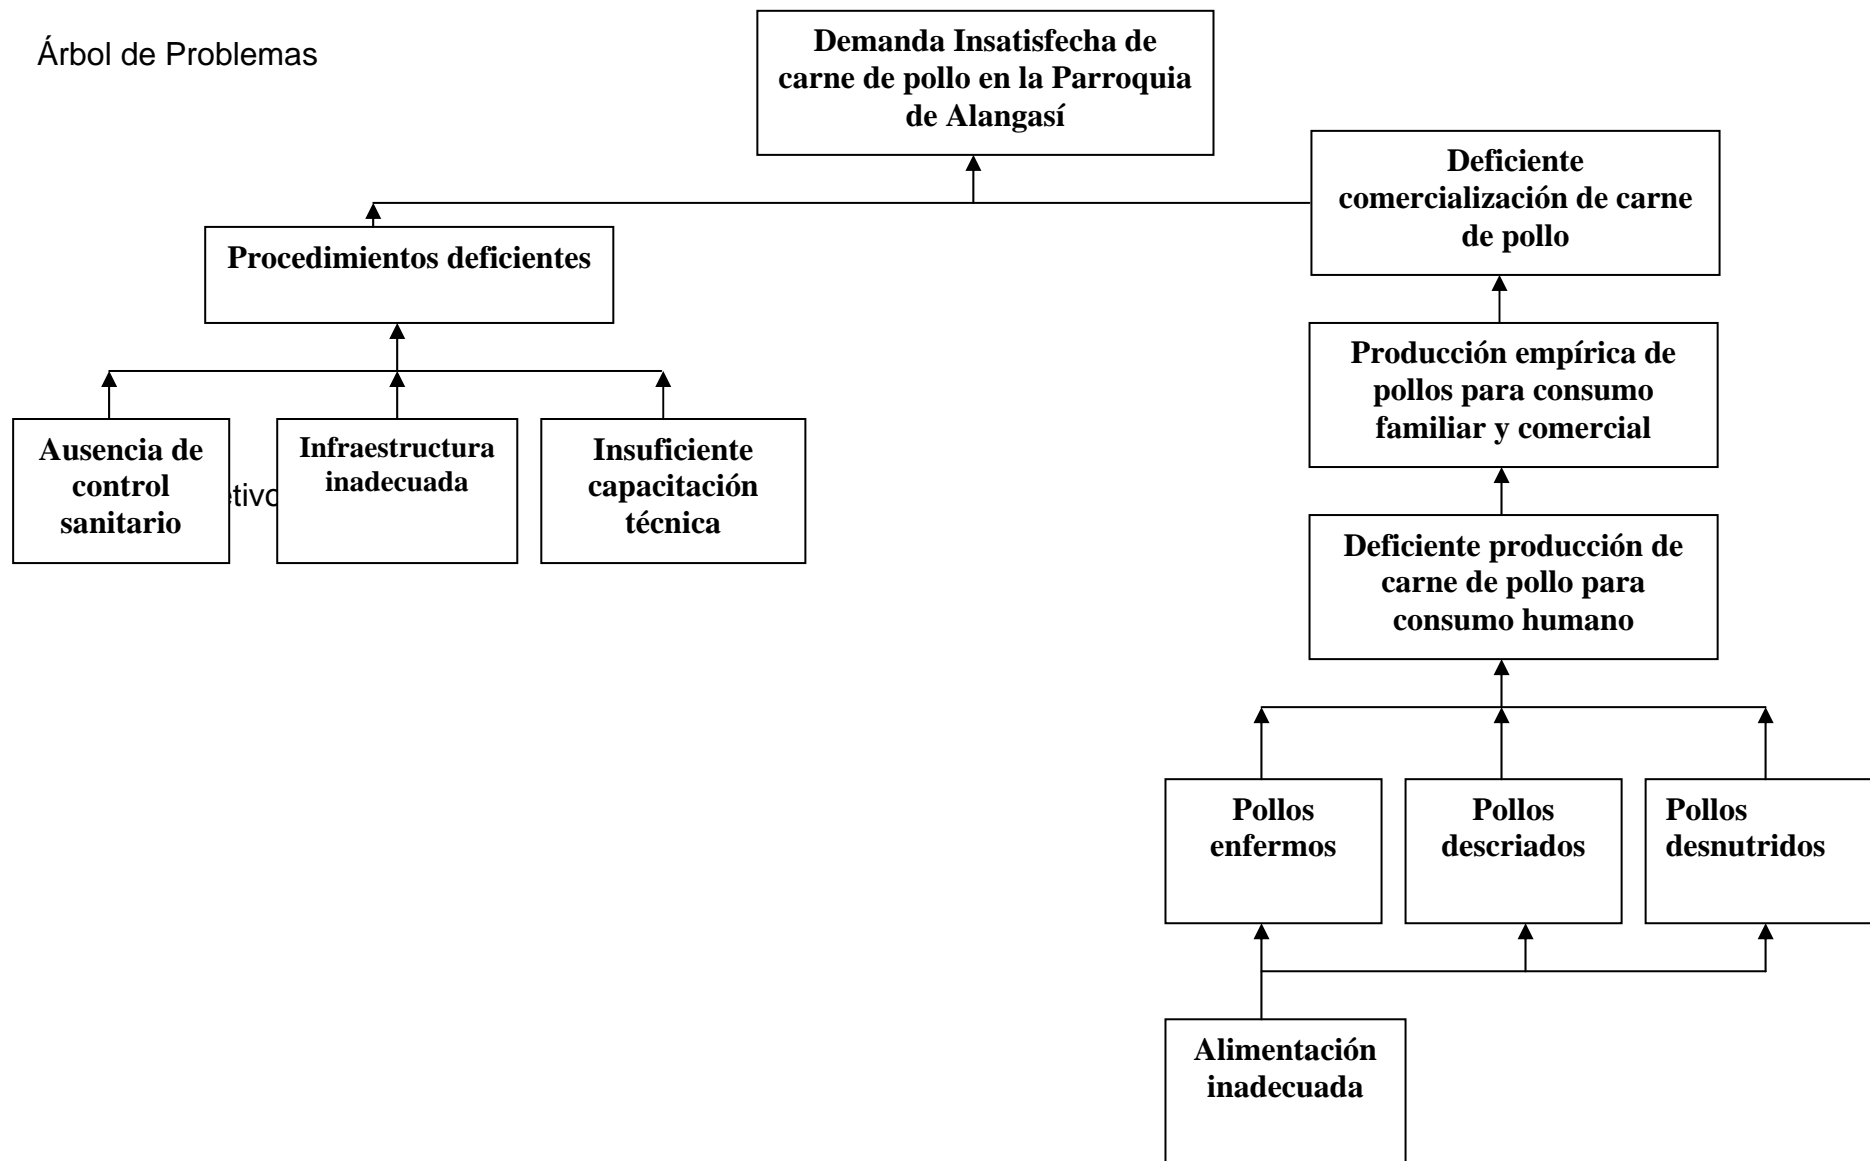 Árbol de Problemas
Demanda Insatisfecha de
carne de pollo en la Parroquia
de Alangasí
Deficiente
comercialización de carne
de pollo
Procedimientos deficientes
Producción empírica de
pollos para consumo
familiar y comercial
Ausencia de
control
sanitario
etivo
Infraestructura
inadecuada
Insuficiente
capacitación
técnica
Deficiente producción de
carne de pollo para
consumo humano
Pollos
enfermos
Pollos
descriados
Pollos
desnutridos
Alimentación
inadecuada